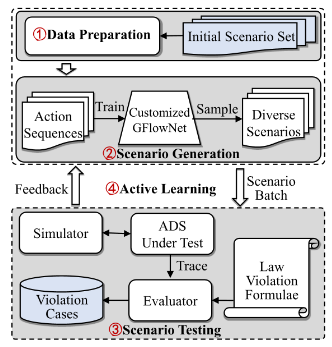 ①Data Preparation
Initial Scenario Set
Action
Sequences
Train
Customized
GFlowNet
Sample
Diverse
Scenarios
②Scenario Generation
Feedback
④Active Learning
Scenario
Batch
Simulator
ADS
Under Test
Trace
Law
Violation
Formulae
Violation
Cases
Evaluator
③Scenario Testing